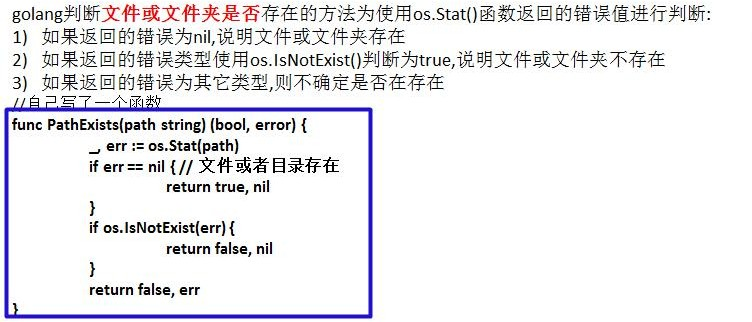 golang判断文件或文件夹是否存在的方法为使用os.Stat()函数返回的错误值进行判断:
1) 如果返回的错误为nil,说明文件或文件夹存在
2) 如果返回的错误类型使用os.IsNotExist()判断为true,说明文件或文件夹不存在
3) 如果返回的错误为其它类型,则不确定是否在存在
//自己写了一个函数
func PathExists(path string) (bool, error) {
_, err := os.Stat(path)
if err == nil { // 文件或者目录存在
return true, nil
}
if os.IsNotExist(err) {
return false, nil
}
return false, err
}